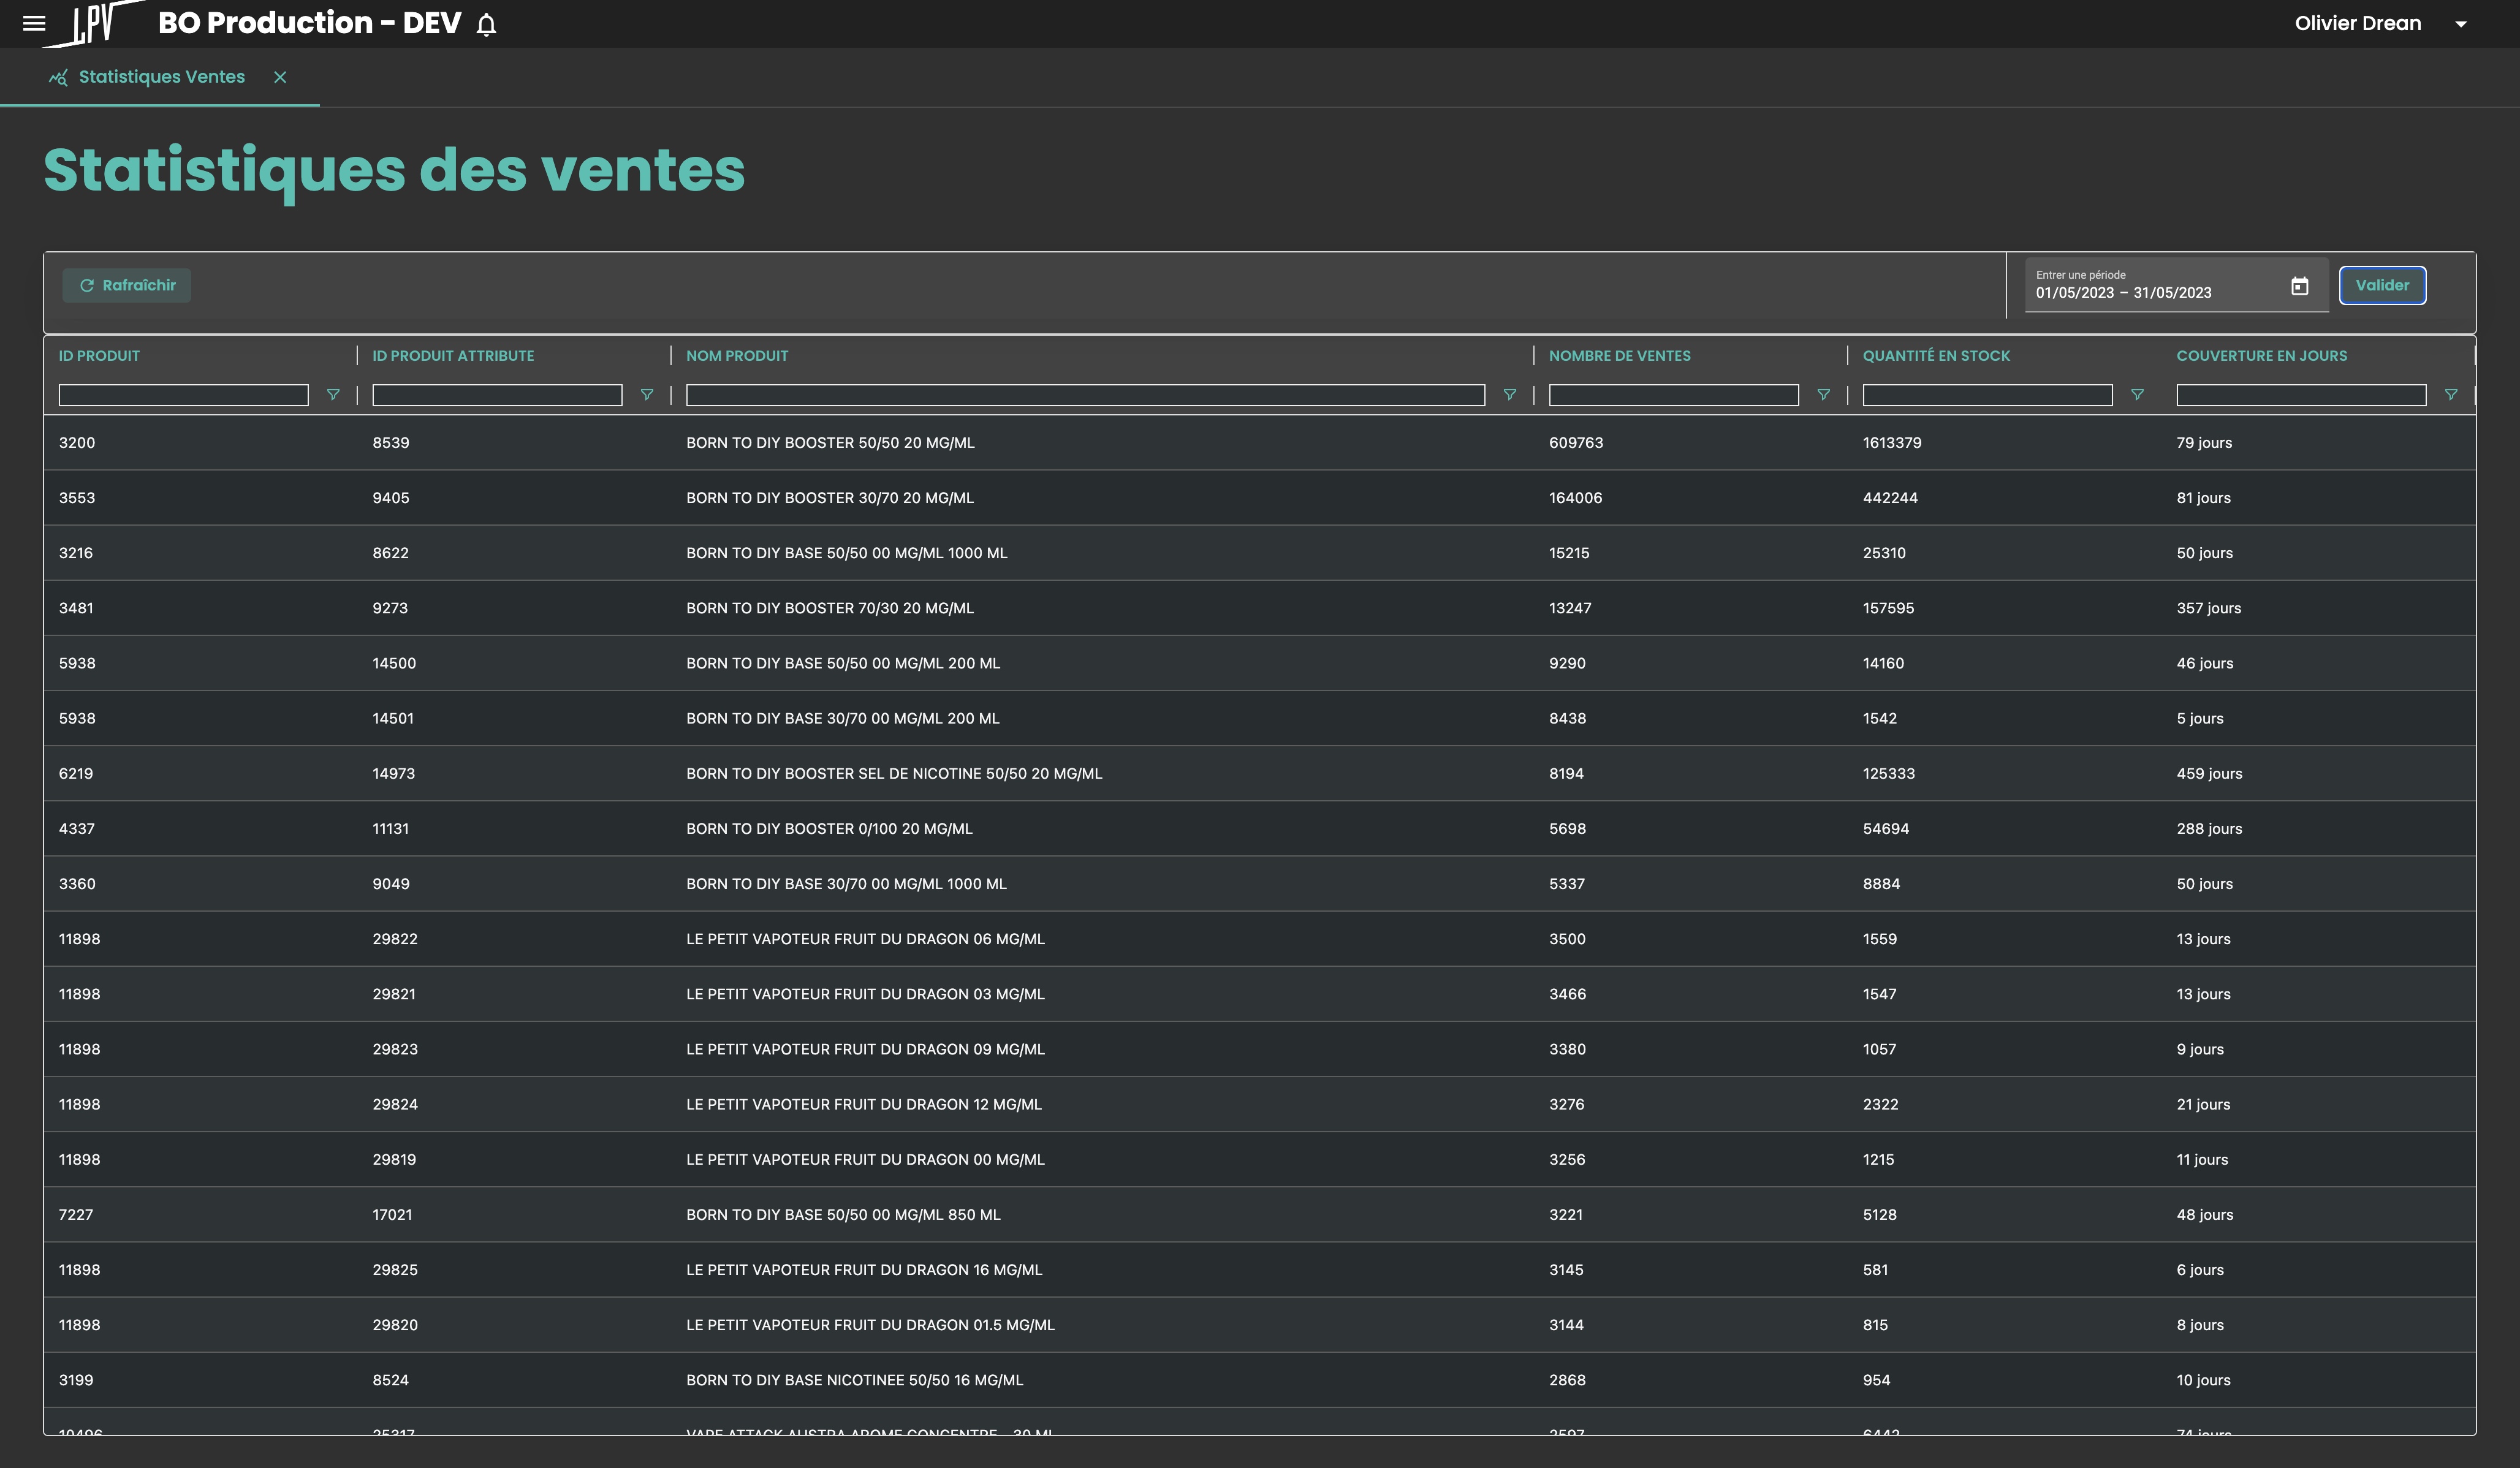 LPV BO Production - DEV Olivier Drean
Statistiques Ventes
Statistiques des ventes
Rafraîchir Entrer une période Valider
01/05/2023 – 31/05/2023
ID PRODUIT ID PRODUIT ATTRIBUTE NOM PRODUIT NOMBRE DE VENTES QUANTITÉ EN STOCK COUVERTURE EN JOURS
3200 8539 BORN TO DIY BOOSTER 50/50 20 MG/ML 609763 1613379 79 jours
3553 9405 BORN TO DIY BOOSTER 30/70 20 MG/ML 164006 442244 81 jours
3216 8622 BORN TO DIY BASE 50/50 00 MG/ML 1000 ML 15215 25310 50 jours
3481 9273 BORN TO DIY BOOSTER 70/30 20 MG/ML 13247 157595 357 jours
5938 14500 BORN TO DIY BASE 50/50 00 MG/ML 200 ML 9290 14160 46 jours
5938 14501 BORN TO DIY BASE 30/70 00 MG/ML 200 ML 8438 1542 5 jours
6219 14973 BORN TO DIY BOOSTER SEL DE NICOTINE 50/50 20 MG/ML 8194 125333 459 jours
4337 11131 BORN TO DIY BOOSTER 0/100 20 MG/ML 5698 54694 288 jours
3360 9049 BORN TO DIY BASE 30/70 00 MG/ML 1000 ML 5337 8884 50 jours
11898 29822 LE PETIT VAPOTEUR FRUIT DU DRAGON 06 MG/ML 3500 1559 13 jours
11898 29821 LE PETIT VAPOTEUR FRUIT DU DRAGON 03 MG/ML 3466 1547 13 jours
11898 29823 LE PETIT VAPOTEUR FRUIT DU DRAGON 09 MG/ML 3380 1057 9 jours
11898 29824 LE PETIT VAPOTEUR FRUIT DU DRAGON 12 MG/ML 3276 2322 21 jours
11898 29819 LE PETIT VAPOTEUR FRUIT DU DRAGON 00 MG/ML 3256 1215 11 jours
7227 17021 BORN TO DIY BASE 50/50 00 MG/ML 850 ML 3221 5128 48 jours
11898 29825 LE PETIT VAPOTEUR FRUIT DU DRAGON 16 MG/ML 3145 581 6 jours
11898 29820 LE PETIT VAPOTEUR FRUIT DU DRAGON 01.5 MG/ML 3144 815 8 jours
3199 8524 BORN TO DIY BASE NICOTINEE 50/50 16 MG/ML 2868 954 10 jours
VAPE ATTACK AUSTRA AROME CONCENTRE - 30 ML 74 jours